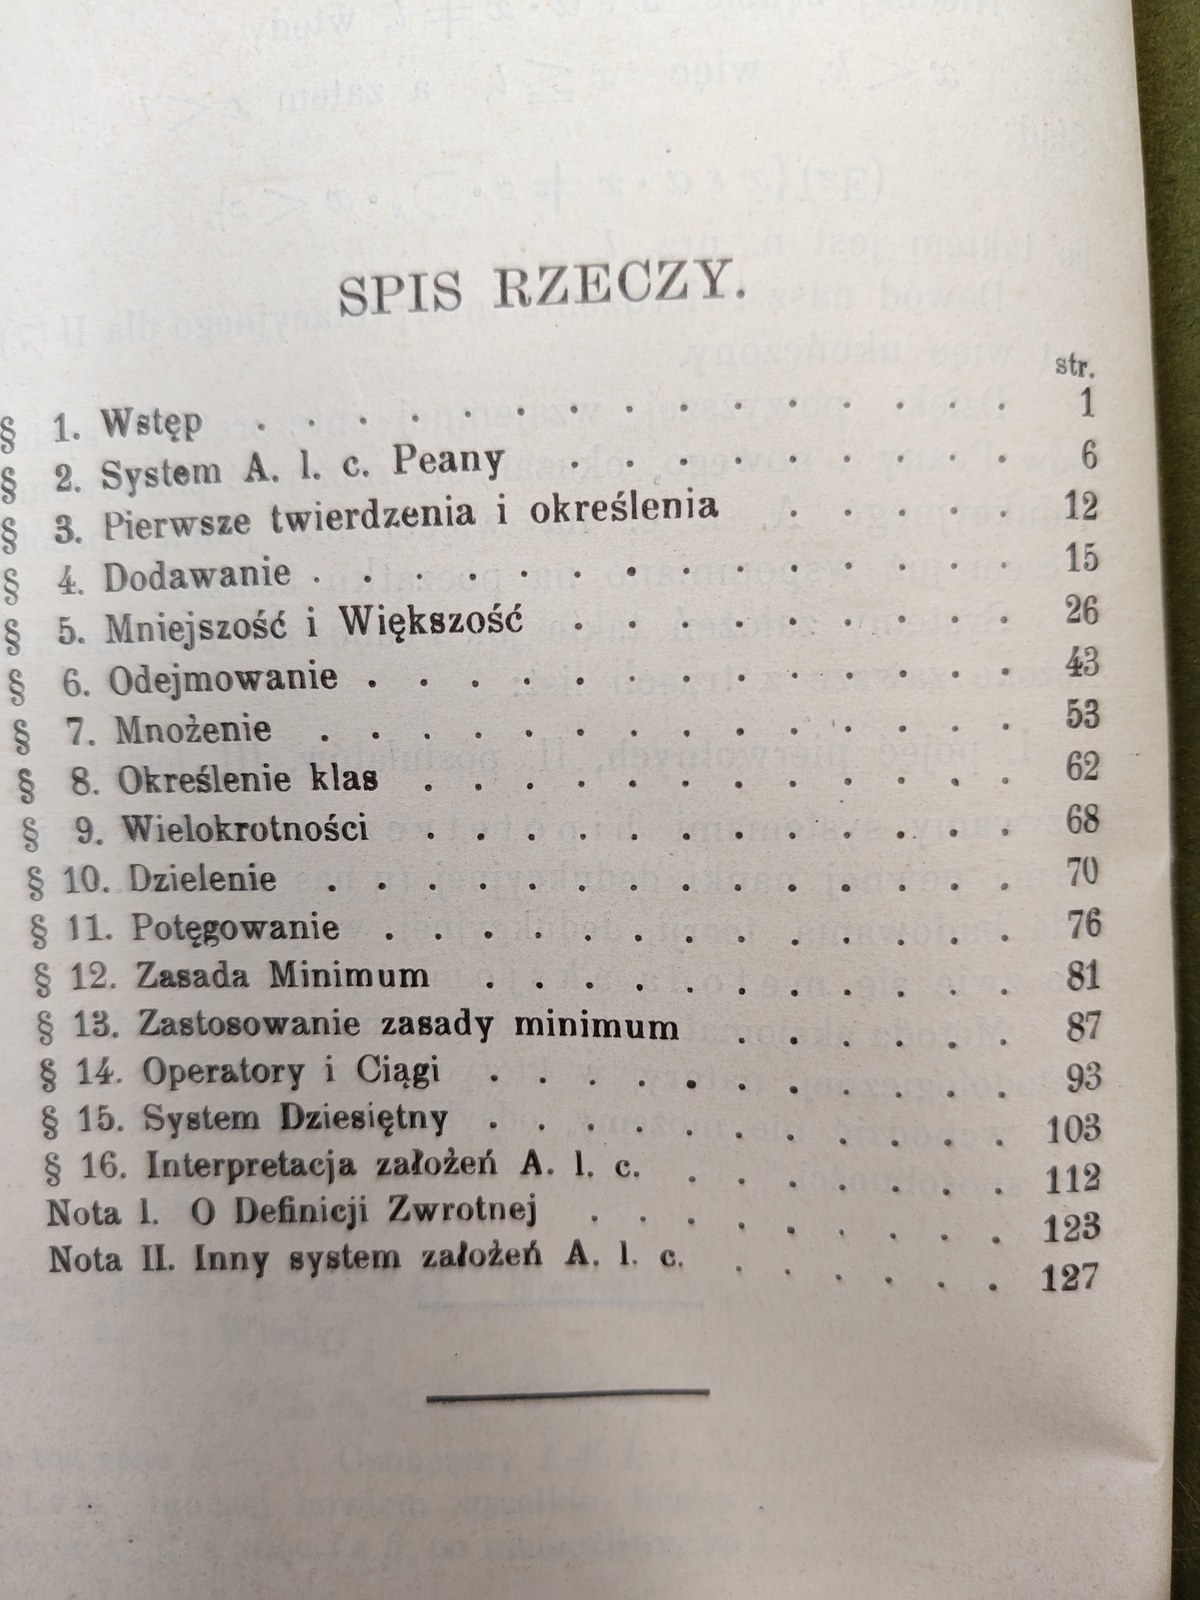 SPIS RZECZY.
str.
§ 1. Wstęp . . . . . . . . . . . . . . . 1
§ 2. System A. l. c. Peany . . . . . . . . . 6
§ 3. Pierwsze twierdzenia i określenia . . . . . 12
§ 4. Dodawanie . . . . . . . . . . . . . . 15
§ 5. Mniejszość i Większość . . . . . . . . . 26
§ 6. Odejmowanie . . . . . . . . . . . . . 43
§ 7. Mnożenie . . . . . . . . . . . . . . 53
§ 8. Określenie klas . . . . . . . . . . . . 62
§ 9. Wielokrotności . . . . . . . . . . . . 68
§ 10. Dzielenie . . . . . . . . . . . . . . 70
§ 11. Potęgowanie . . . . . . . . . . . . . 76
§ 12. Zasada Minimum . . . . . . . . . . . 81
§ 13. Zastosowanie zasady minimum . . . . . . 87
§ 14. Operatory i Ciągi . . . . . . . . . . . 93
§ 15. System Dziesiętny . . . . . . . . . . . 103
§ 16. Interpretacja założeń A. l. c. . . . . . . . 112
Nota I. O Definicji Zwrotnej . . . . . . . . . 123
Nota II. Inny system założeń A. l. c. . . . . . . 127